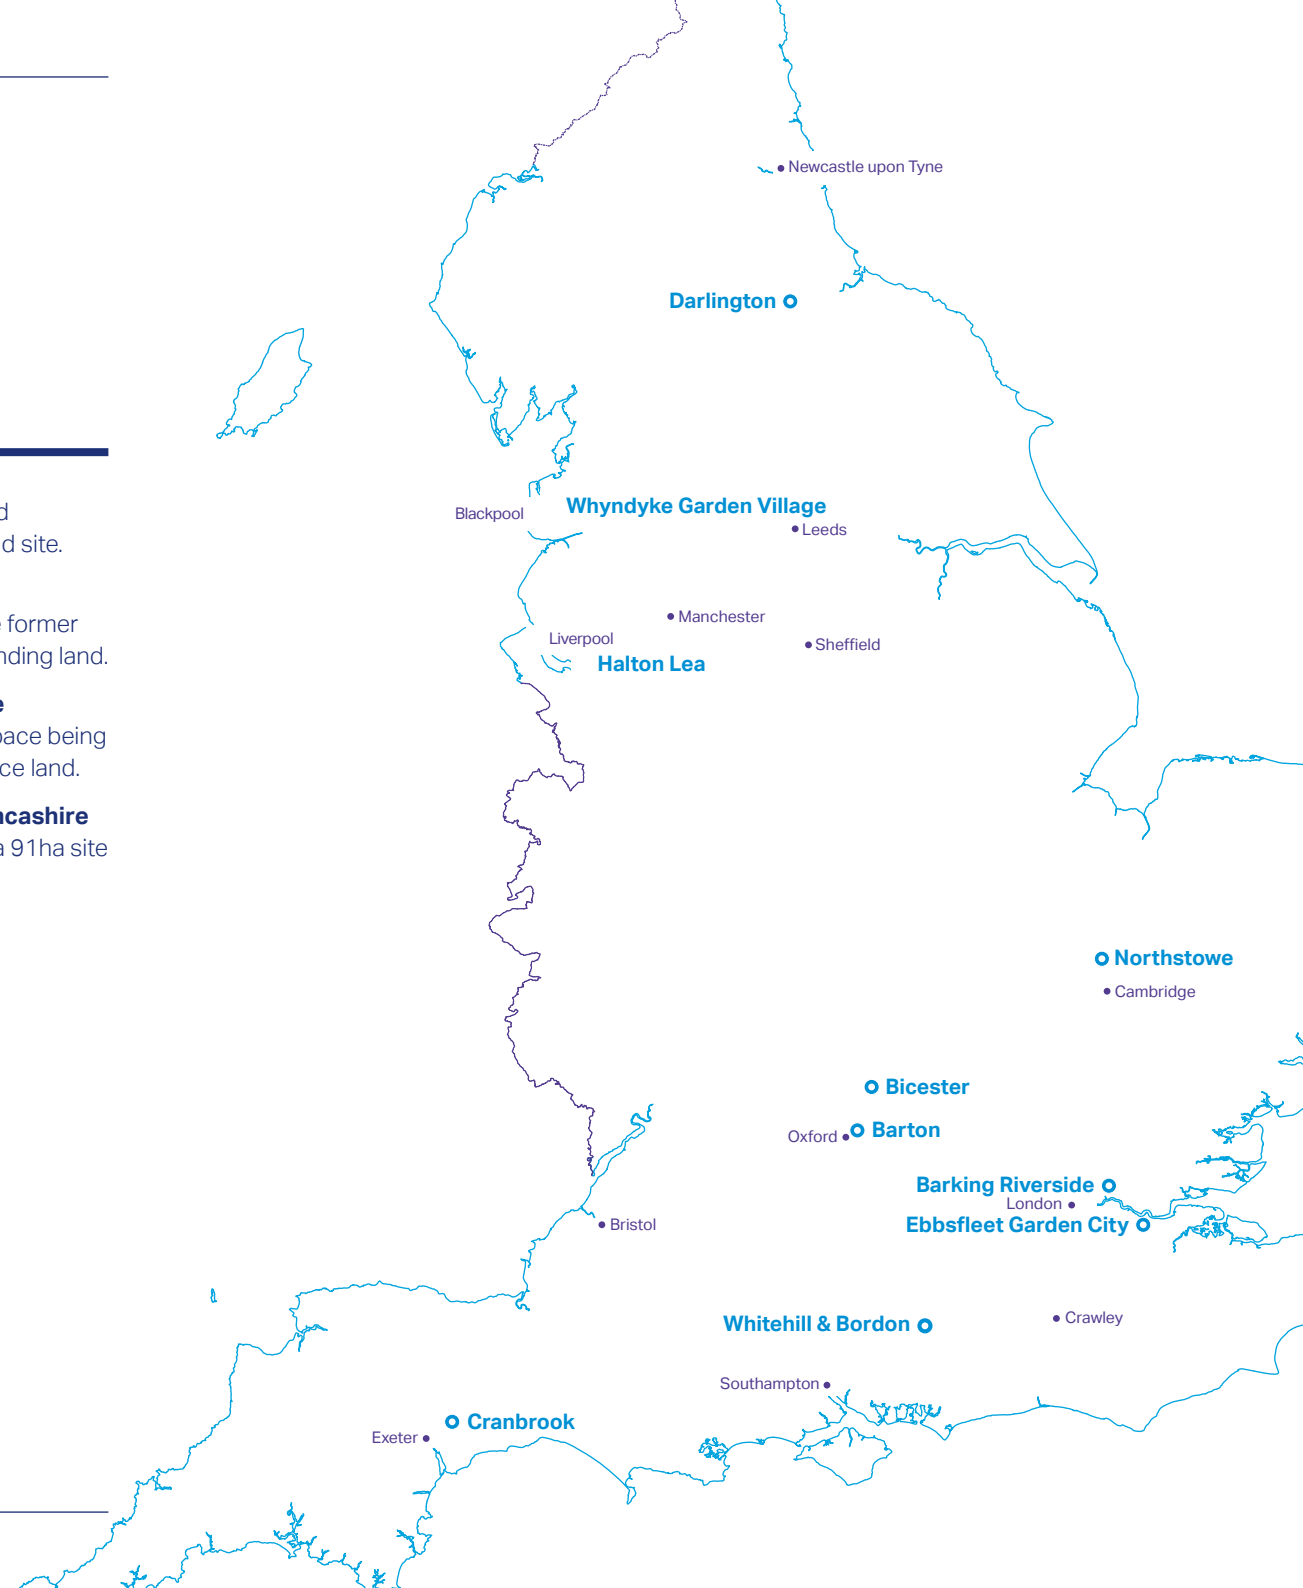 d
d site.
e former
nding land.
e
pace being
ce land.
ncashire
a 91ha site
Newcastle upon Tyne
Darlington
Whyndyke Garden Village
Blackpool
Leeds
Manchester
Liverpool
Sheffield
Halton Lea
Northstowe
Cambridge
Bicester
Oxford
Barton
Barking Riverside
London
Ebbsfleet Garden City
Bristol
Whitehill & Bordon
Crawley
Southampton
Cranbrook
Exeter